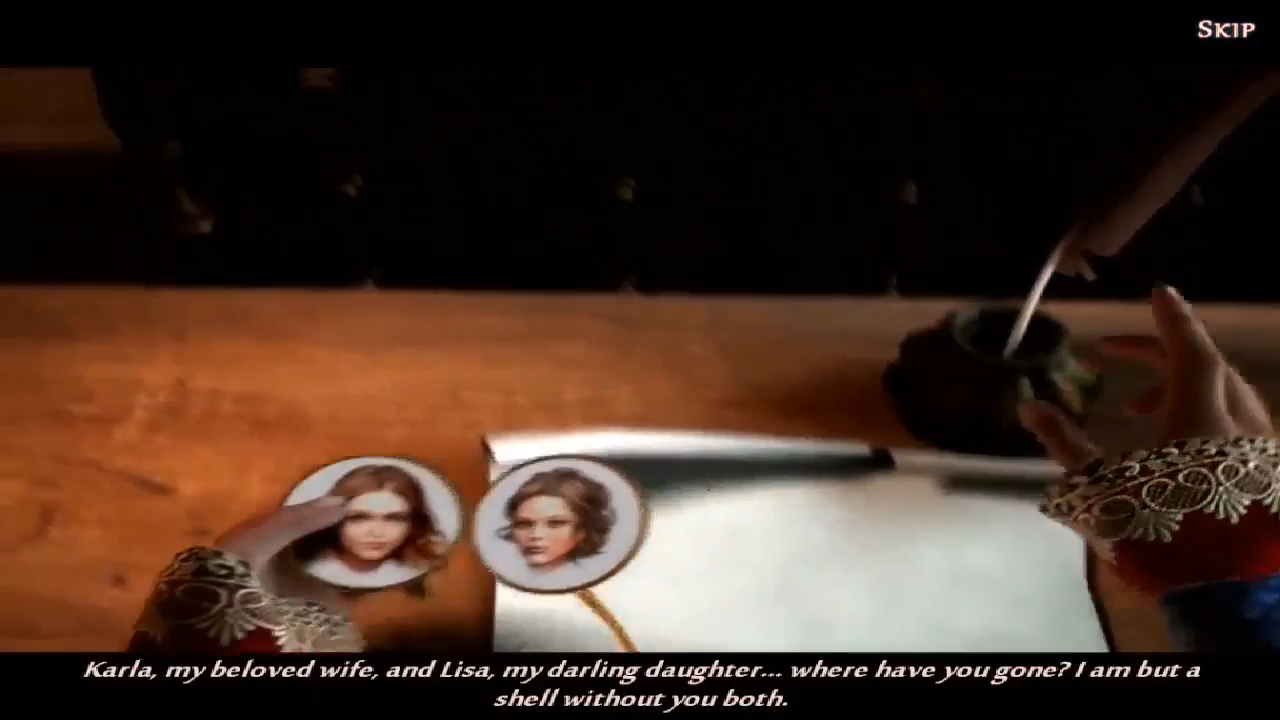 SKIP
Karla, my beloved wife, and Lisa, my darling daughter... where have you gone? I am but a
shell without you both.